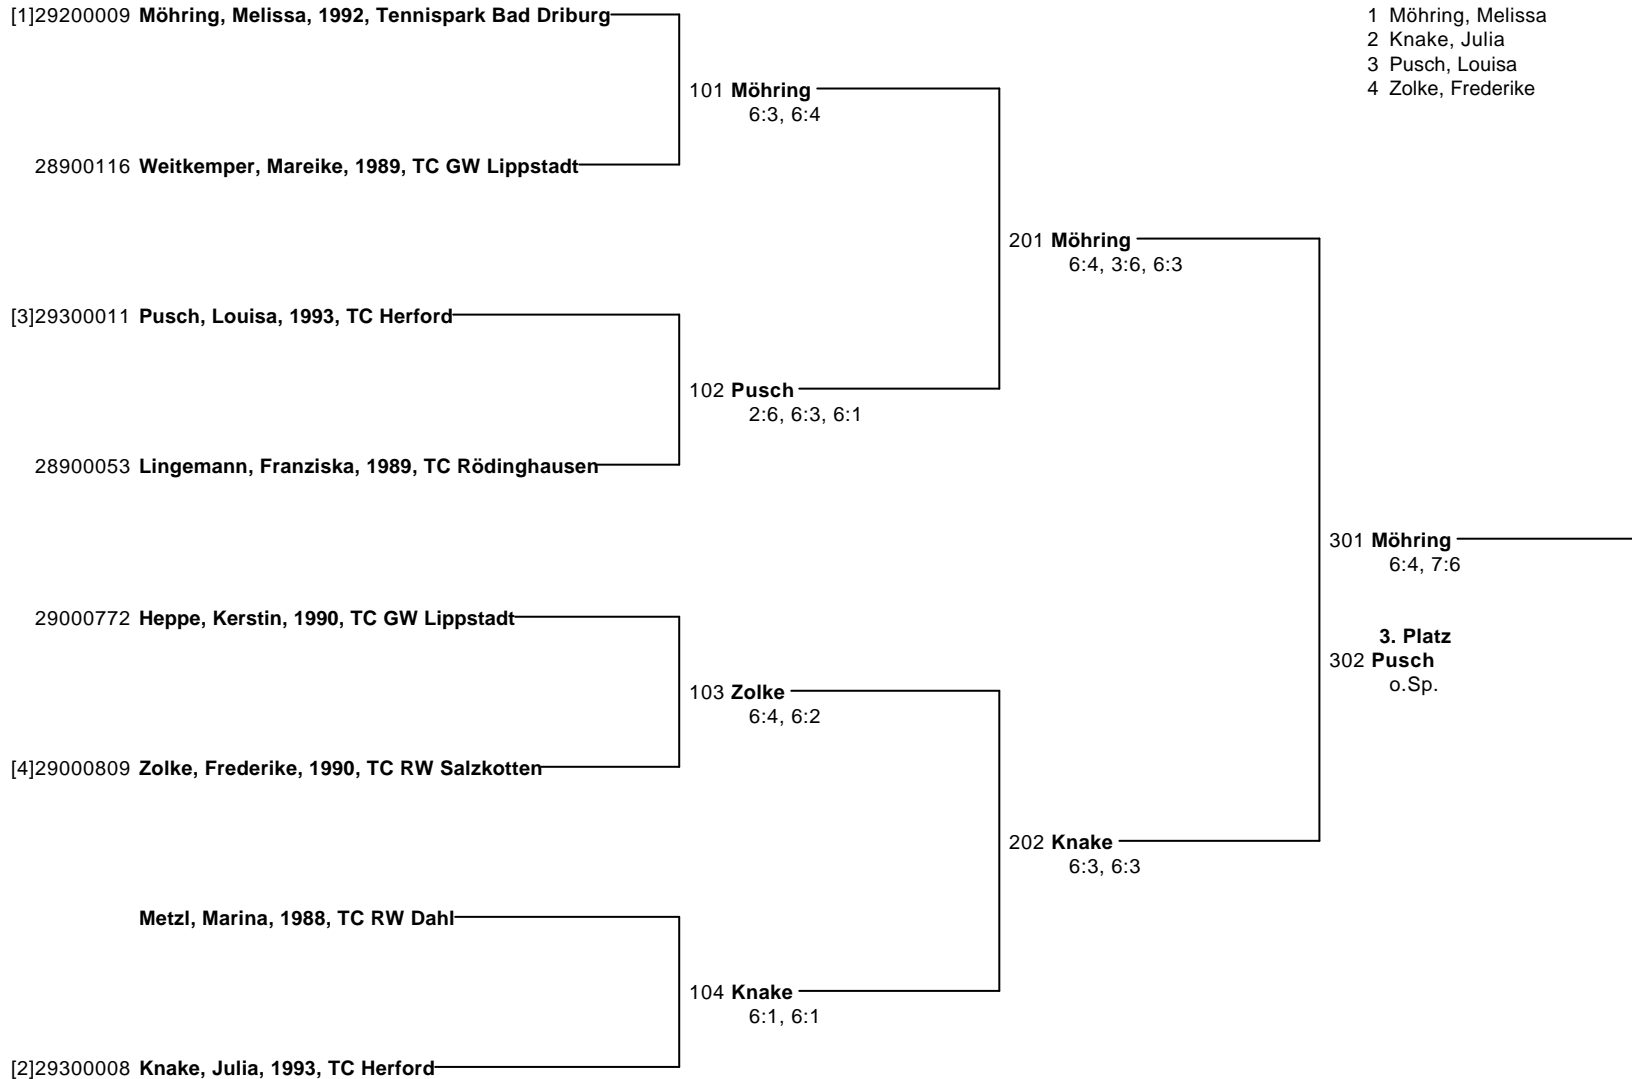 [1]29200009 Möhring, Melissa, 1992, Tennispark Bad Driburg
1 Möhring, Melissa
2 Knake, Julia
3 Pusch, Louisa
4 Zolke, Frederike
101 Möhring
6:3, 6:4
28900116 Weitkemper, Mareike, 1989, TC GW Lippstadt
201 Möhring
6:4, 3:6, 6:3
[3]29300011 Pusch, Louisa, 1993, TC Herford
102 Pusch
2:6, 6:3, 6:1
28900053 Lingemann, Franziska, 1989, TC Rödinghausen
301 Möhring
6:4, 7:6
29000772 Heppe, Kerstin, 1990, TC GW Lippstadt
3. Platz
302 Pusch
o.Sp.
103 Zolke
6:4, 6:2
[4]29000809 Zolke, Frederike, 1990, TC RW Salzkotten
202 Knake
6:3, 6:3
Metzl, Marina, 1988, TC RW Dahl
104 Knake
6:1, 6:1
[2]29300008 Knake, Julia, 1993, TC Herford